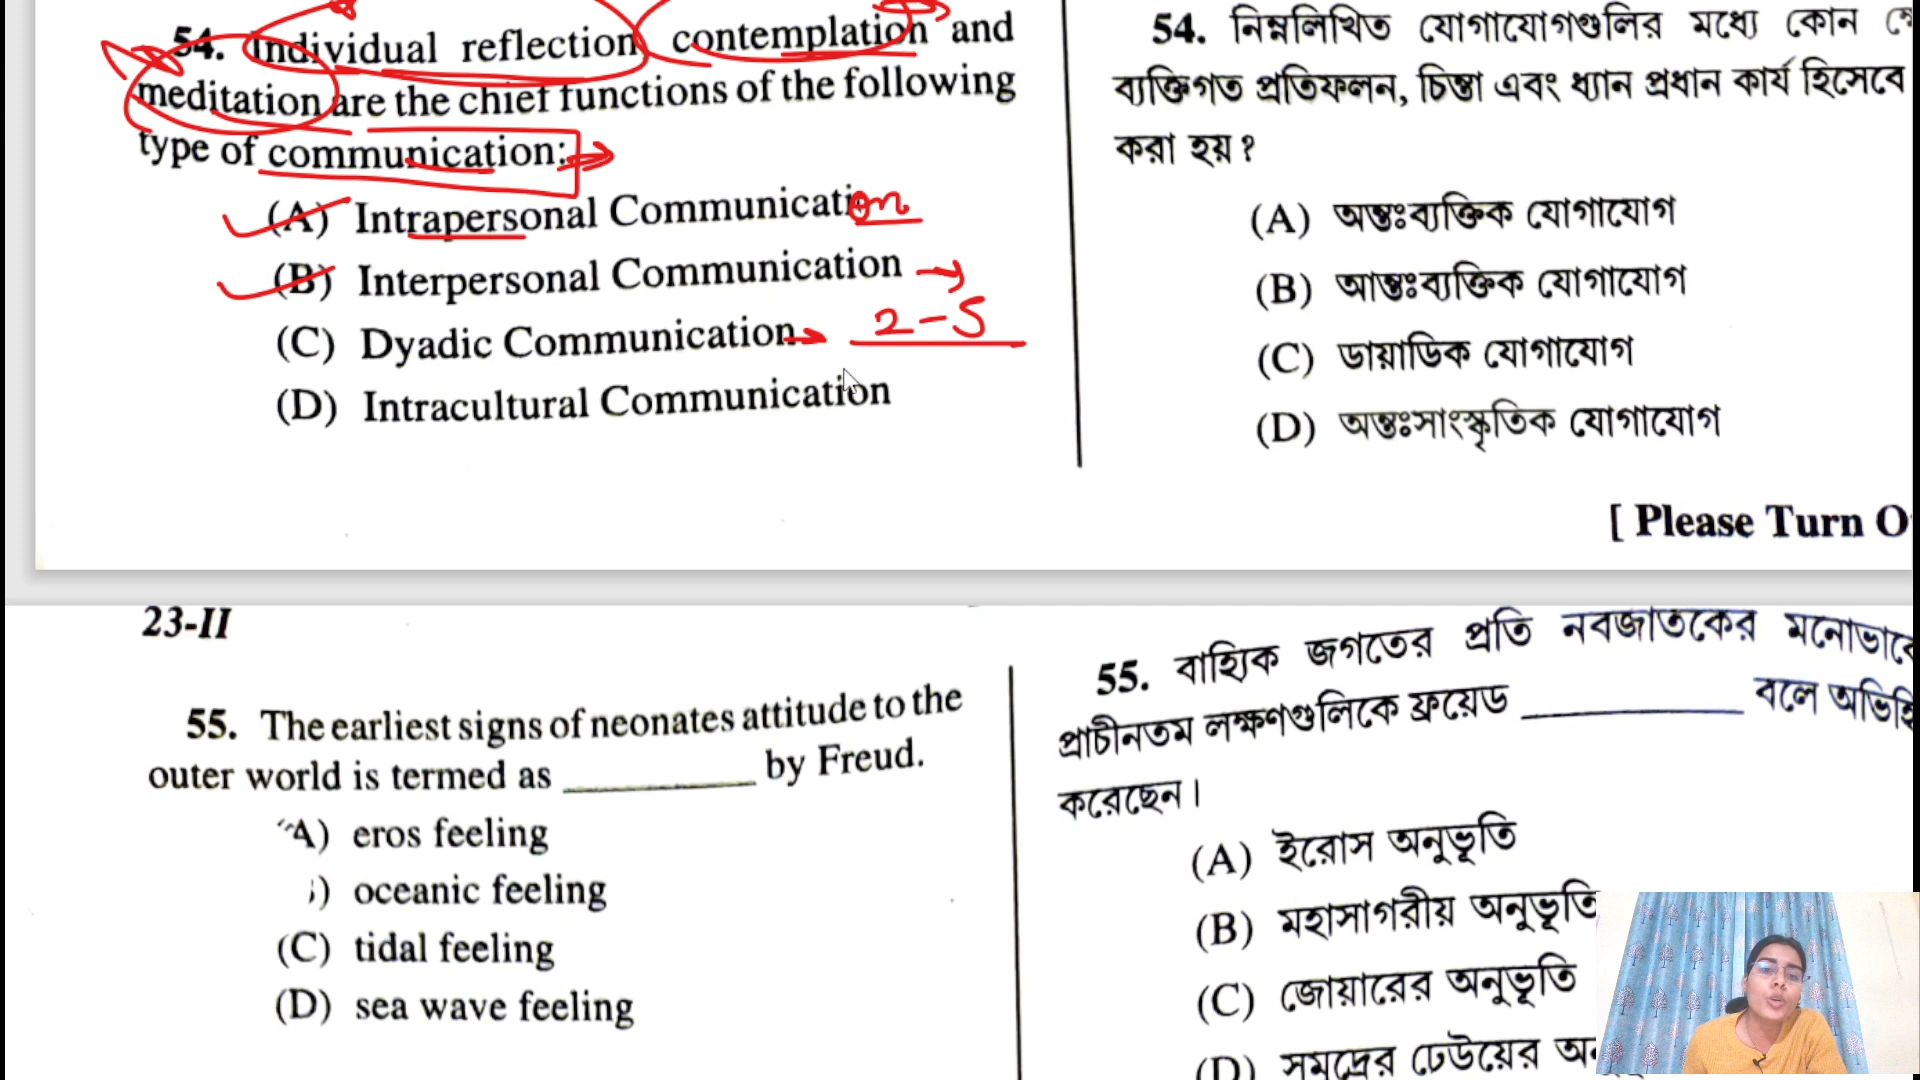 54. Individual reflection, contemplation and
meditation are the chief functions of the following
type of communication:
(A) Intrapersonal Communication
(B) Interpersonal Communication
(C) Dyadic Communication 2-5
(D) Intracultural Communication
54. নিম্নলিখিত যোগাযোগগুলির মধ্যে কোন
ব্যক্তিগত প্রতিফলন, চিন্তা এবং ধ্যান প্রধান কার্য হিসেবে
করা হয়?
(A) অন্তঃব্যক্তিক যোগাযোগ
(B) আন্তঃব্যক্তিক যোগাযোগ
(C) ডায়াডিক যোগাযোগ
(D) অন্তঃসাংস্কৃতিক যোগাযোগ
[ Please Turn
23-II
55. The earliest signs of neonates attitude to the
outer world is termed as __________ by Freud.
A) eros feeling
) oceanic feeling
(C) tidal feeling
(D) sea wave feeling
55. বাহ্যিক জগতের প্রতি নবজাতকের
প্রাচীনতম লক্ষণগুলিকে ফ্রয়েড __________ বলে
করেছেন।
(A) ইরোস অনুভূতি
(B) মহাসাগরীয় অনুভূতি
(C) জোয়ারের অনুভূতি
(D) সমুদ্রের ঢেউয়ের